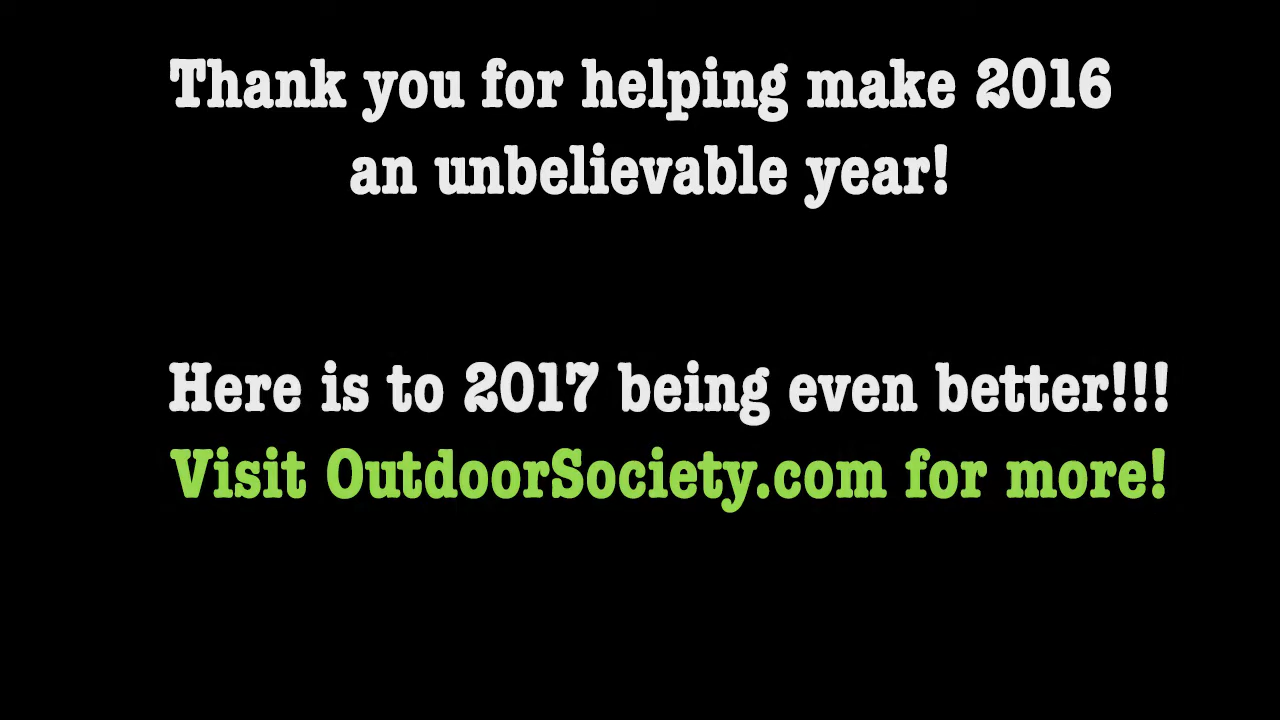 Thank you for helping make 2016
an unbelievable year!
Here is to 2017 being even better!!!
Visit OutdoorSociety.com for more!